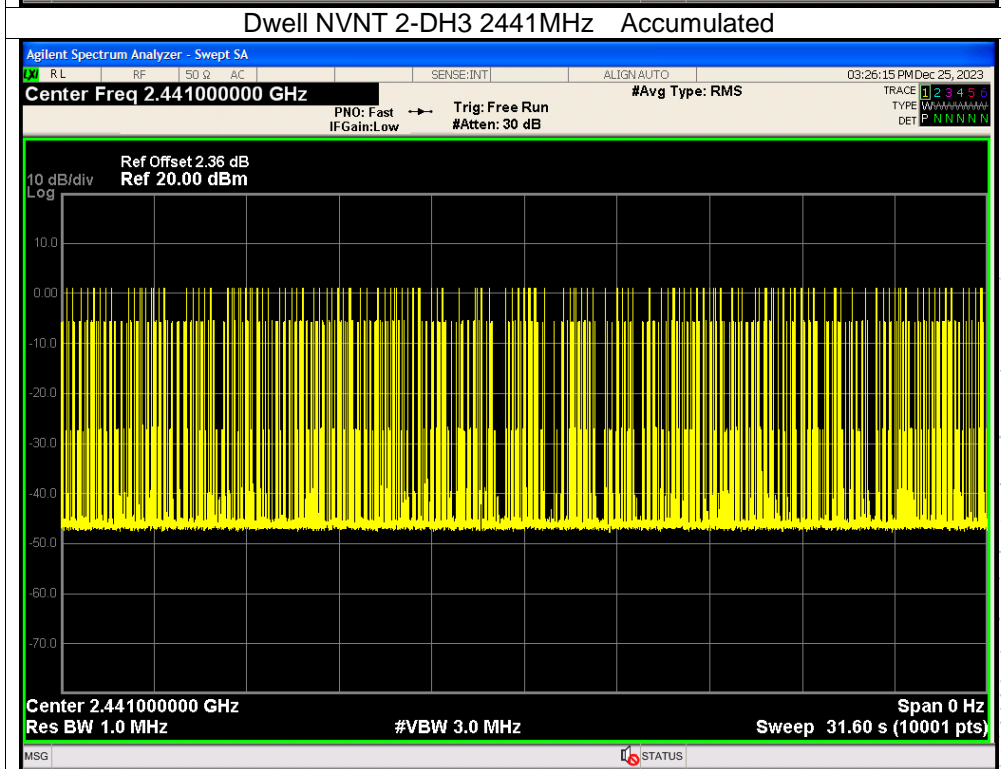 Dwell NVNT 2-DH3 2441MHz Accumulated
Agilent Spectrum Analyzer - Swept SA
LXI RL RF 50 Ω AC SENSE:INT ALIGN AUTO 03:26:15 PM Dec 25, 2023
Center Freq 2.441000000 GHz #Avg Type: RMS TRACE 1 2 3 4 5 6
PNO: Fast Trig: Free Run TYPE WWWWWW
IFGain:Low #Atten: 30 dB DET P N N N N N
Ref Offset 2.36 dB
10 dB/div Ref 20.00 dBm
Log
10.0
0.00
-10.0
-20.0
-30.0
-40.0
-50.0
-60.0
-70.0
Center 2.441000000 GHz Span 0 Hz
Res BW 1.0 MHz #VBW 3.0 MHz Sweep 31.60 s (10001 pts)
MSG STATUS